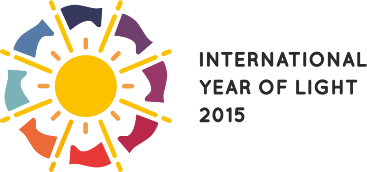 INTERNATIONAL
YEAR OF LIGHT
2015